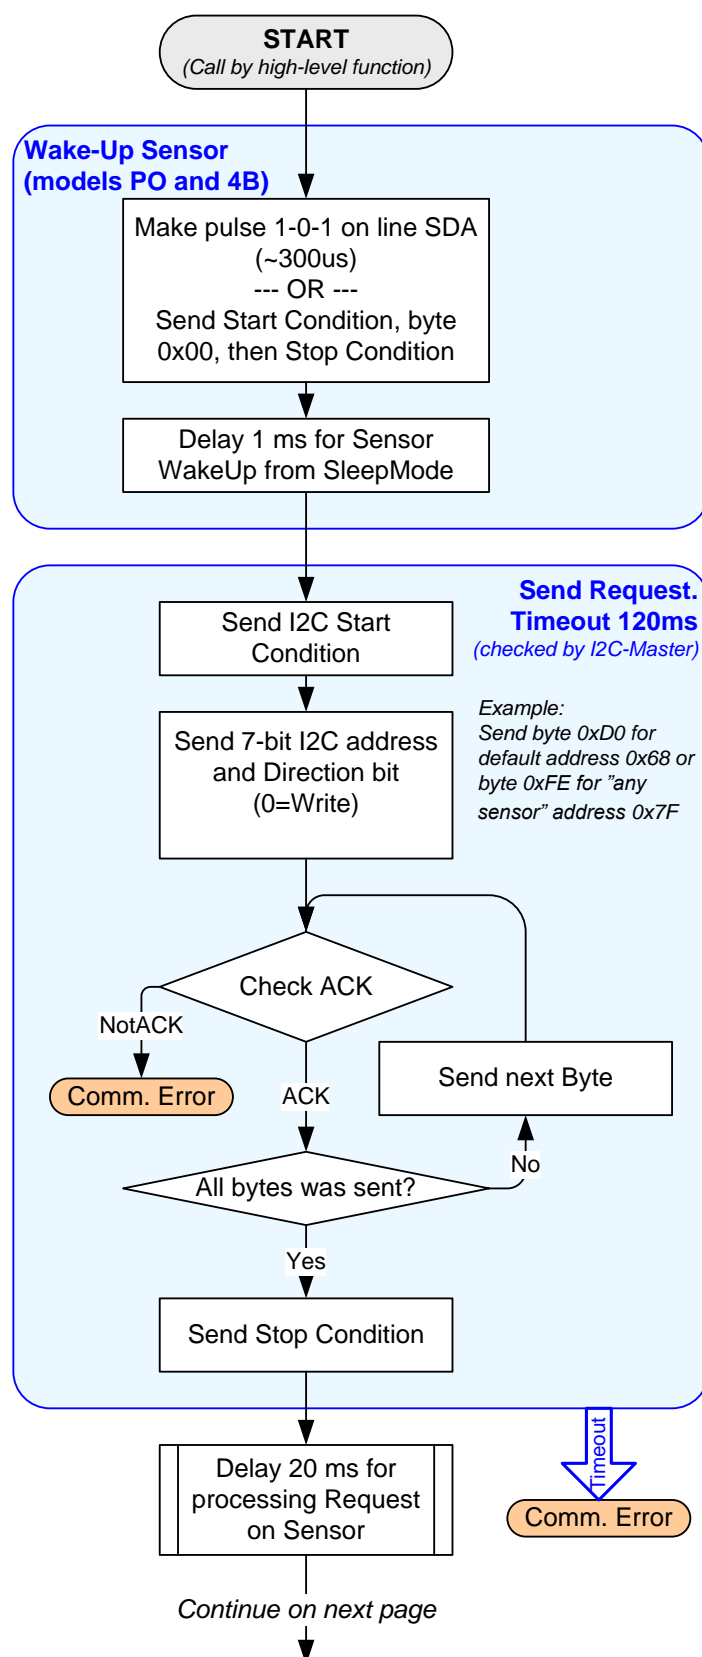 START
(Call by high-level function)
Wake-Up Sensor
(models PO and 4B)
Make pulse 1-0-1 on line SDA
(~300us)
--- OR ---
Send Start Condition, byte
0x00, then Stop Condition
Delay 1 ms for Sensor
WakeUp from SleepMode
Send Request.
Timeout 120ms
(checked by I2C-Master)
Send I2C Start
Condition
Send 7-bit I2C address
and Direction bit
(0=Write)
Example:
Send byte 0xD0 for
default address 0x68 or
byte 0xFE for ”any
sensor” address 0x7F
Check ACK
NotACK
Comm. Error
ACK
Send next Byte
No
All bytes was sent?
Yes
Send Stop Condition
Timeout
Comm. Error
Delay 20 ms for
processing Request
on Sensor
Continue on next page